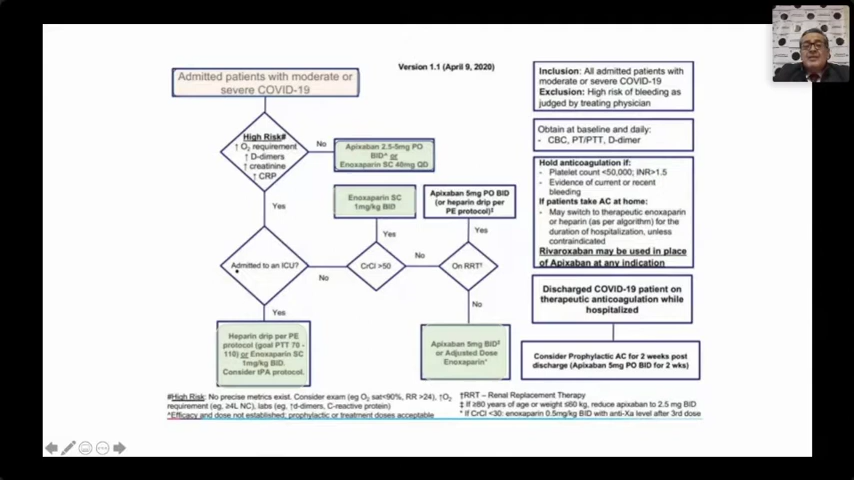 Version 1.1 (April 9, 2020)
Admitted patients with moderate or
severe COVID-19
High Risk#
↑ O2 requirement
↑ D-dimers
↑ creatinine
↑ CRP
No
Apixaban 2.5-5mg PO
BID^ or
Enoxaparin SC 40mg QD
Yes
Enoxaparin SC
1mg/kg BID
Apixaban 5mg PO BID
(or heparin drip per
PE protocol)‡
Yes
Yes
Admitted to an ICU?
No
CrCl >50
No
On RRT†
Yes
No
Heparin drip per PE
protocol (goal PTT 70 -
110) or Enoxaparin SC
1mg/kg BID.
Consider tPA protocol.
Apixaban 5mg BID‡
or Adjusted Dose
Enoxaparin*
Inclusion: All admitted patients with
moderate or severe COVID-19
Exclusion: High risk of bleeding as
judged by treating physician
Obtain at baseline and daily:
- CBC, PT/PTT, D-dimer
Hold anticoagulation if:
- Platelet count <50,000; INR>1.5
- Evidence of current or recent
bleeding
If patients take AC at home:
- May switch to therapeutic enoxaparin
or heparin (as per algorithm) for the
duration of hospitalization, unless
contraindicated
Rivaroxaban may be used in place
of Apixaban at any indication
Discharged COVID-19 patient on
therapeutic anticoagulation while
hospitalized
Consider Prophylactic AC for 2 weeks post
discharge (Apixaban 5mg PO BID for 2 wks)
#High Risk: No precise metrics exist. Consider exam (eg O2 sat<90%, RR >24), ↑O2
requirement (eg, ≥4L NC), labs (eg, ↑d-dimers, C-reactive protein)
^Efficacy and dose not established; prophylactic or treatment doses acceptable
†RRT – Renal Replacement Therapy
‡ If ≥80 years of age or weight ≤60 kg, reduce apixaban to 2.5 mg BID
* If CrCl <30: enoxaparin 0.5mg/kg BID with anti-Xa level after 3rd dose